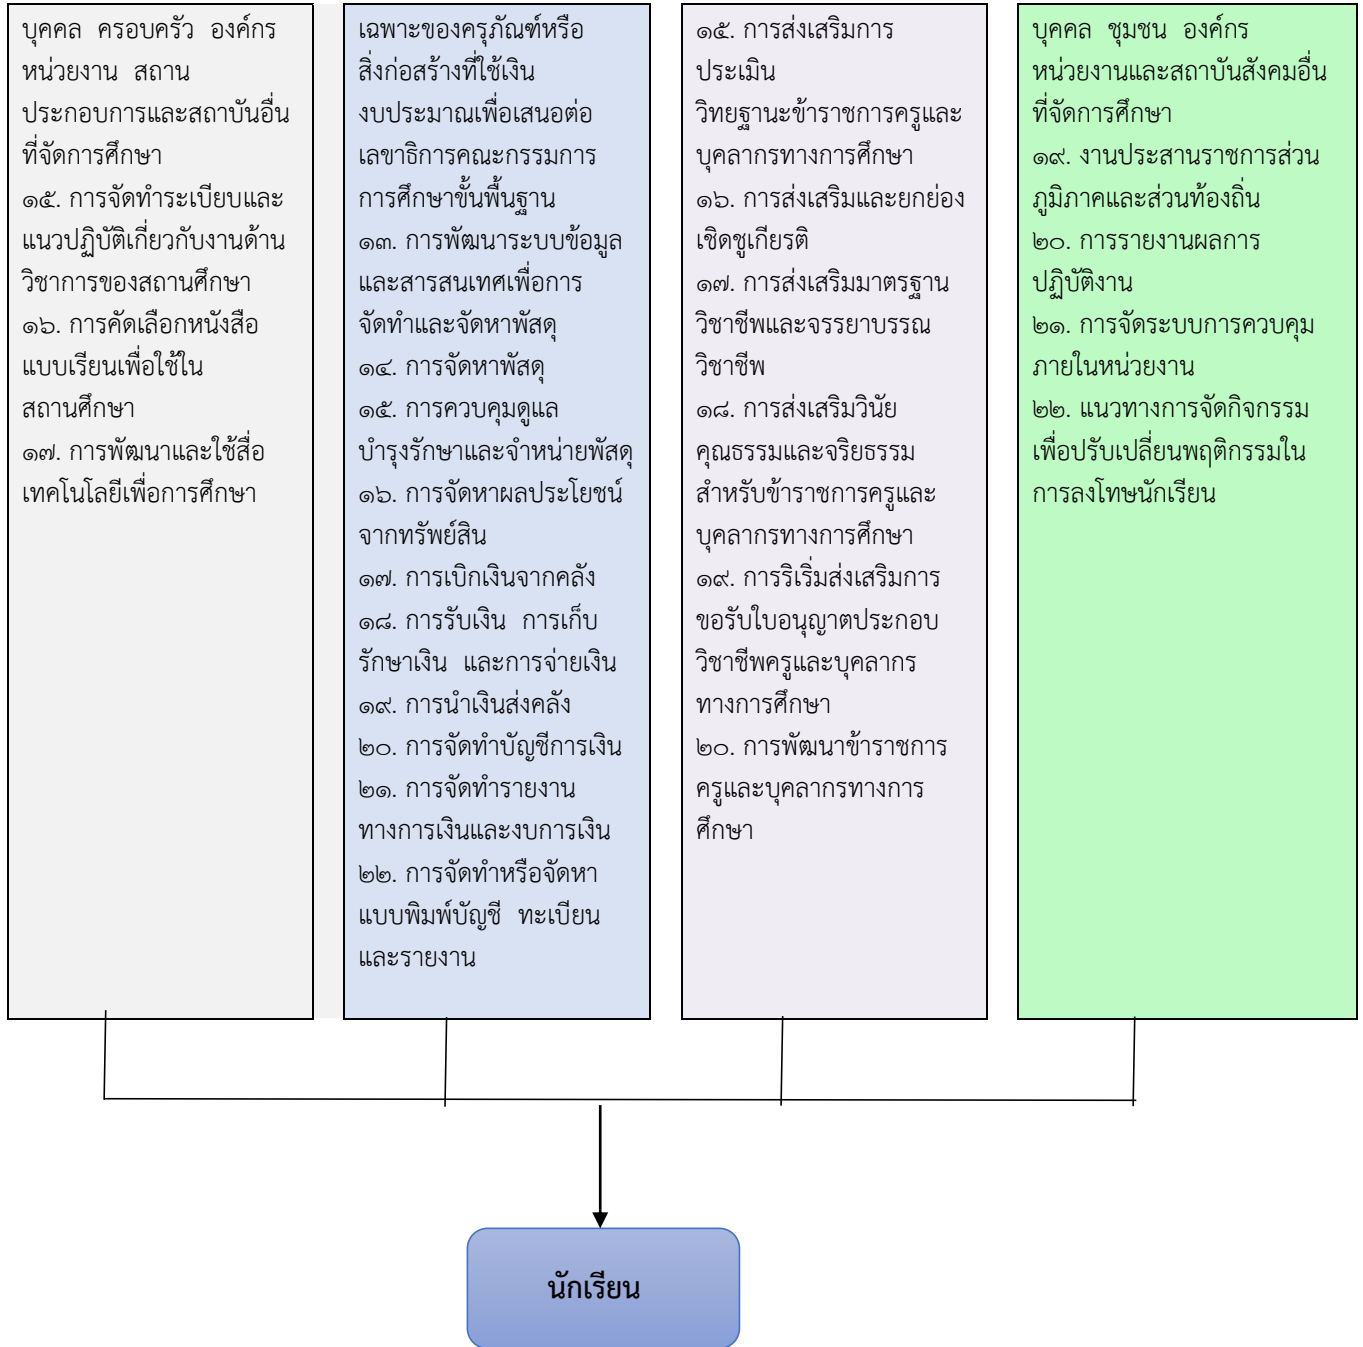 บุคคล ครอบครัว องค์กร
หน่วยงาน สถาน
ประกอบการและสถาบันอื่น
ที่จัดการศึกษา
๑๕. การจัดทำระเบียบและ
แนวปฏิบัติเกี่ยวกับงานด้าน
วิชาการของสถานศึกษา
๑๖. การคัดเลือกหนังสือ
แบบเรียนเพื่อใช้ใน
สถานศึกษา
๑๗. การพัฒนาและใช้สื่อ
เทคโนโลยีเพื่อการศึกษา
เฉพาะของครุภัณฑ์หรือ
สิ่งก่อสร้างที่ใช้เงิน
งบประมาณเพื่อเสนอต่อ
เลขาธิการคณะกรรมการ
การศึกษาขั้นพื้นฐาน
๑๓. การพัฒนาระบบข้อมูล
และสารสนเทศเพื่อการ
จัดทำและจัดหาพัสดุ
๑๔. การจัดหาพัสดุ
๑๕. การควบคุมดูแล
บำรุงรักษาและจำหน่ายพัสดุ
๑๖. การจัดหาผลประโยชน์
จากทรัพย์สิน
๑๗. การเบิกเงินจากคลัง
๑๘. การรับเงิน การเก็บ
รักษาเงิน และการจ่ายเงิน
๑๙. การนำเงินส่งคลัง
๒๐. การจัดทำบัญชีการเงิน
๒๑. การจัดทำรายงาน
ทางการเงินและงบการเงิน
๒๒. การจัดทำหรือจัดหา
แบบพิมพ์บัญชี ทะเบียน
และรายงาน
๑๕. การส่งเสริมการ
ประเมิน
วิทยฐานะข้าราชการครูและ
บุคลากรทางการศึกษา
๑๖. การส่งเสริมและยกย่อง
เชิดชูเกียรติ
๑๗. การส่งเสริมมาตรฐาน
วิชาชีพและจรรยาบรรณ
วิชาชีพ
๑๘. การส่งเสริมวินัย
คุณธรรมและจริยธรรม
สำหรับข้าราชการครูและ
บุคลากรทางการศึกษา
๑๙. การริเริ่มส่งเสริมการ
ขอรับใบอนุญาตประกอบ
วิชาชีพครูและบุคลากร
ทางการศึกษา
๒๐. การพัฒนาข้าราชการ
ครูและบุคลากรทางการ
ศึกษา
บุคคล ชุมชน องค์กร
หน่วยงานและสถาบันสังคมอื่น
ที่จัดการศึกษา
๑๙. งานประสานราชการส่วน
ภูมิภาคและส่วนท้องถิ่น
๒๐. การรายงานผลการ
ปฏิบัติงาน
๒๑. การจัดระบบการควบคุม
ภายในหน่วยงาน
๒๒. แนวทางการจัดกิจกรรม
เพื่อปรับเปลี่ยนพฤติกรรมใน
การลงโทษนักเรียน
นักเรียน